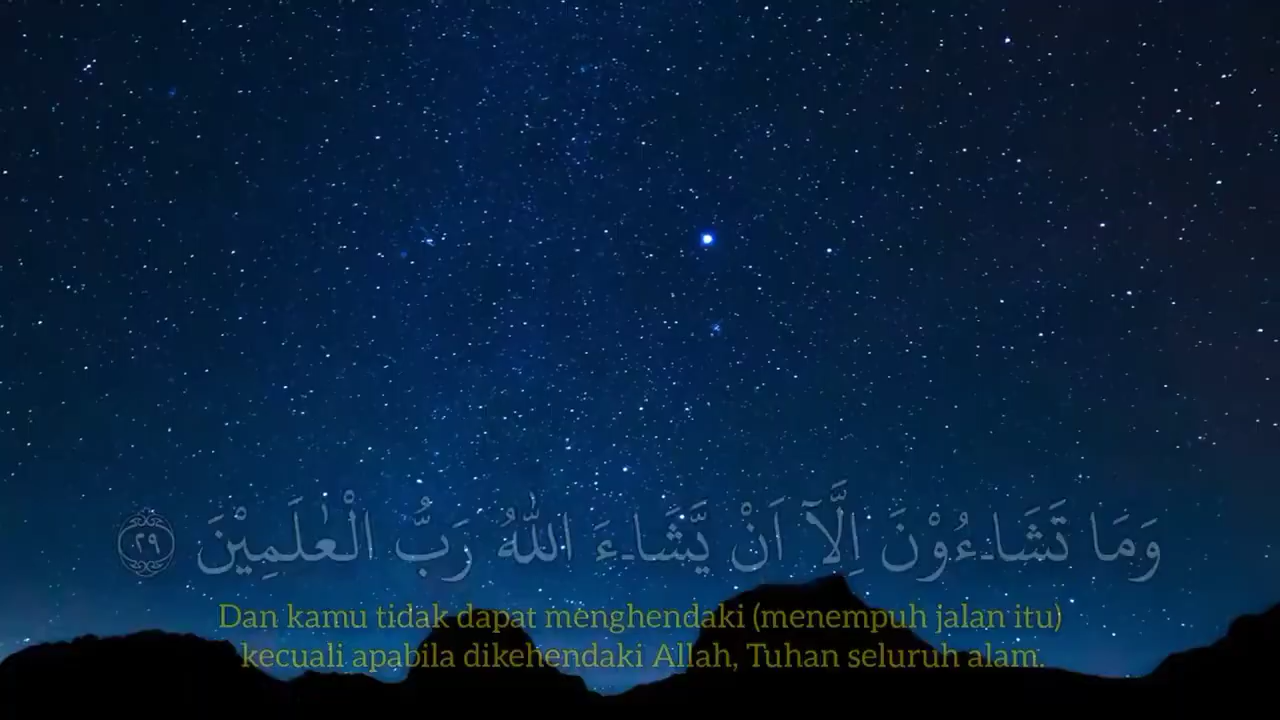 وَمَا تَشَاۤءُوْنَ اِلَّآ اَنْ يَّشَاۤءَ اللّٰهُ رَبُّ الْعٰلَمِيْنَ ٢٩
Dan kamu tidak dapat menghendaki (menempuh jalan itu)
kecuali apabila dikehendaki Allah, Tuhan seluruh alam.